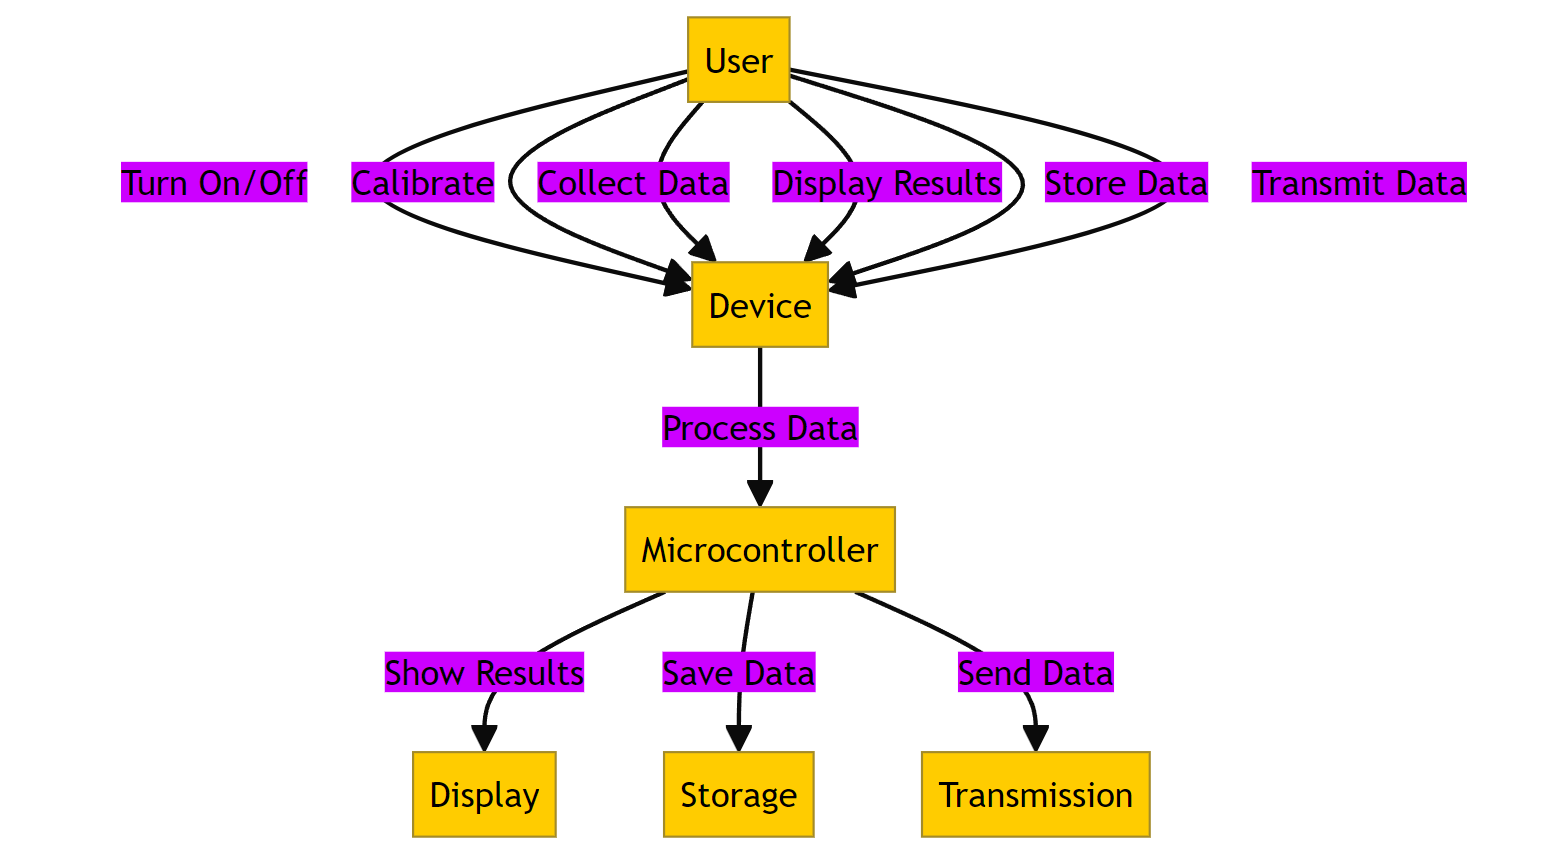 User
Turn On/Off
Calibrate
Collect Data
Display Results
Store Data
Transmit Data
Device
Process Data
Microcontroller
Show Results
Save Data
Send Data
Display
Storage
Transmission